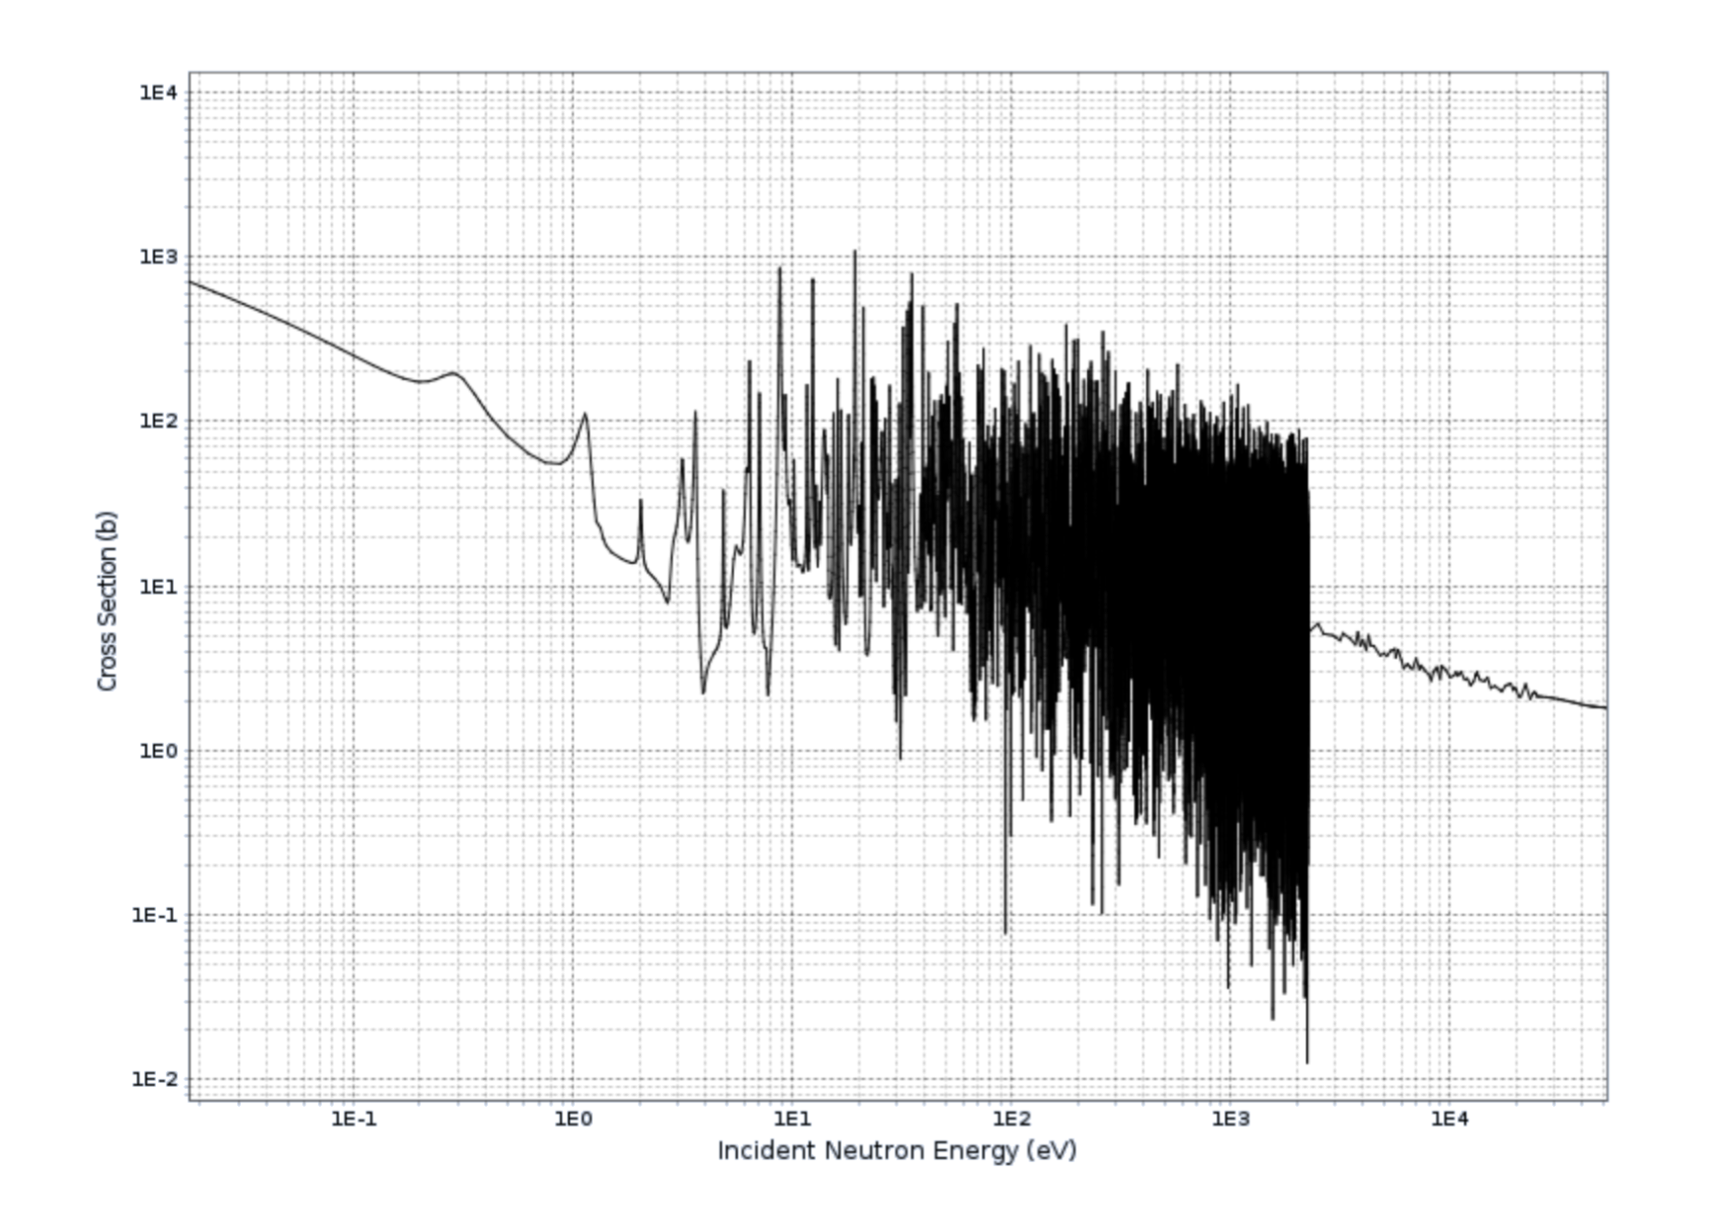 1E4
1E3
1E2
1E1
1E0
1E-1
1E-2
Cross Section (b)
1E-1 1E0 1E1 1E2 1E3 1E4
Incident Neutron Energy (eV)